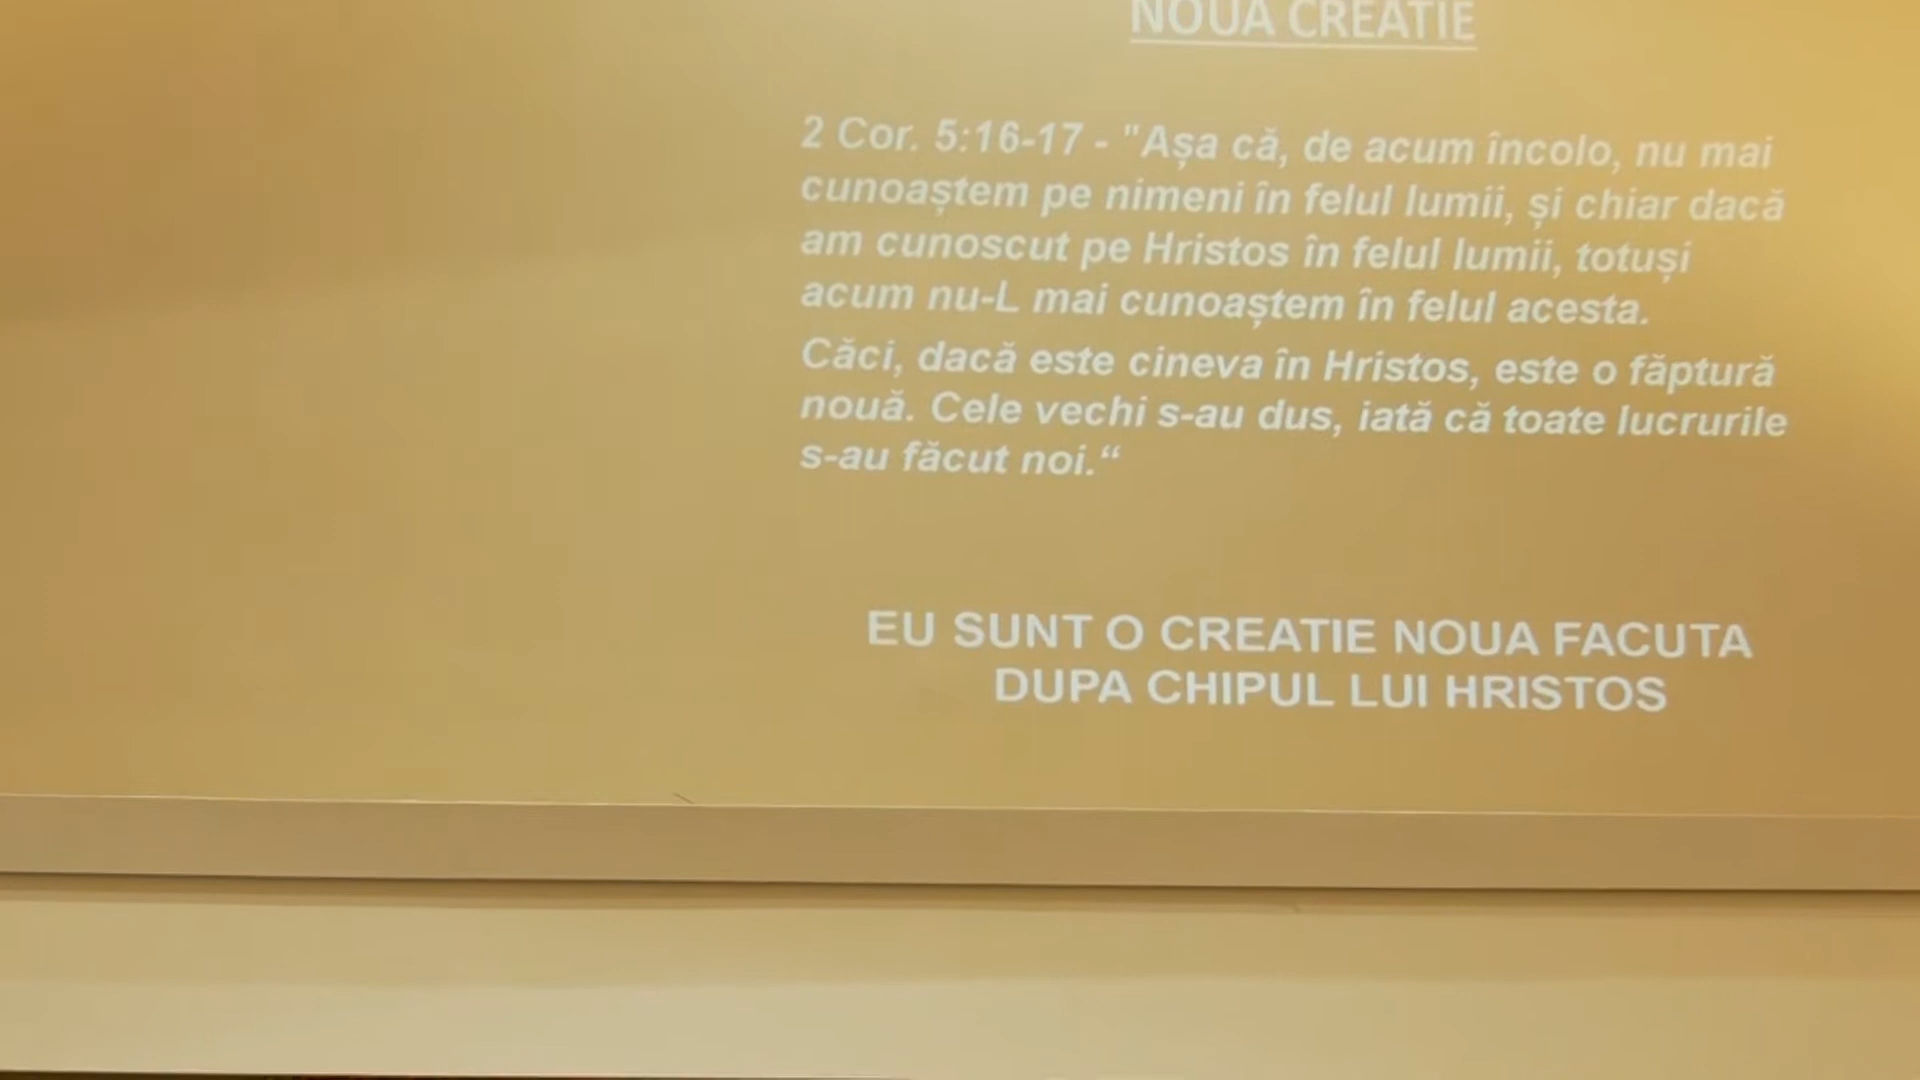 NOUA CREATIE
2 Cor. 5:16-17 - "Așa că, de acum încolo, nu mai
cunoaștem pe nimeni în felul lumii, și chiar dacă
am cunoscut pe Hristos în felul lumii, totuși
acum nu-L mai cunoaștem în felul acesta.
Căci, dacă este cineva în Hristos, este o făptură
nouă. Cele vechi s-au dus, iată că toate lucrurile
s-au făcut noi.“
EU SUNT O CREATIE NOUA FACUTA
DUPA CHIPUL LUI HRISTOS